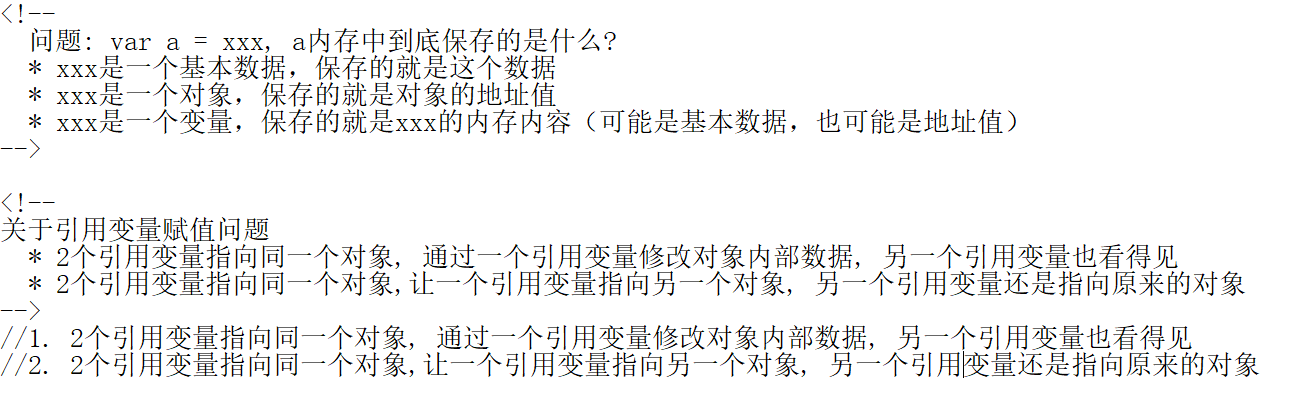 <!--
问题: var a = xxx, a内存中到底保存的是什么?
* xxx是一个基本数据，保存的就是这个数据
* xxx是一个对象，保存的就是对象的地址值
* xxx是一个变量，保存的就是xxx的内存内容（可能是基本数据，也可能是地址值）
-->
<!--
关于引用变量赋值问题
* 2个引用变量指向同一个对象, 通过一个引用变量修改对象内部数据, 另一个引用变量也看得见
* 2个引用变量指向同一个对象,让一个引用变量指向另一个对象, 另一个引用变量还是指向原来的对象
-->
//1. 2个引用变量指向同一个对象, 通过一个引用变量修改对象内部数据, 另一个引用变量也看得见
//2. 2个引用变量指向同一个对象,让一个引用变量指向另一个对象, 另一个引用变量还是指向原来的对象